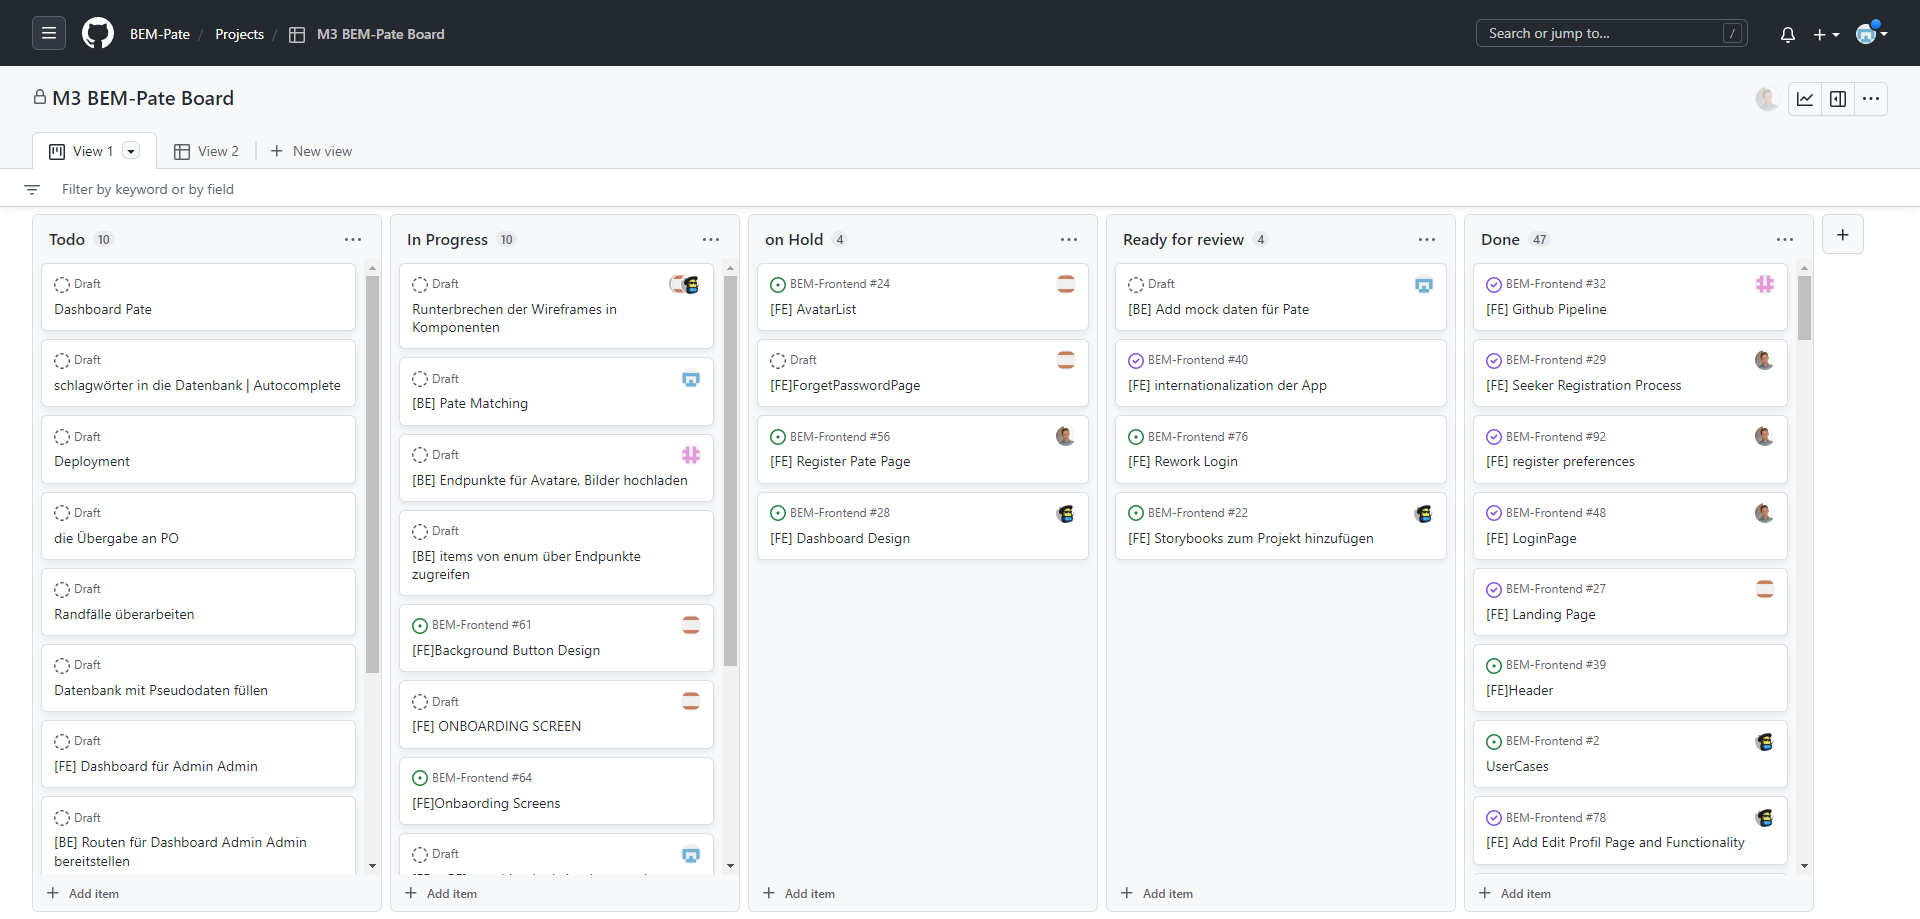 BEM-Pate / Projects / M3 BEM-Pate Board
Search or jump to... /
M3 BEM-Pate Board
View 1
View 2
New view
Filter by keyword or by field
Todo 10
Draft
Dashboard Pate
Draft
schlagwörter in die Datenbank | Autocomplete
Draft
Deployment
Draft
die Übergabe an PO
Draft
Randfälle überarbeiten
Draft
Datenbank mit Pseudodaten füllen
Draft
[FE] Dashboard für Admin Admin
Draft
[BE] Routen für Dashboard Admin Admin
bereitstellen
Add item
In Progress 10
Draft
Runterbrechen der Wireframes in
Komponenten
Draft
[BE] Pate Matching
Draft
[BE] Endpunkte für Avatare, Bilder hochladen
Draft
[BE] items von enum über Endpunkte
zugreifen
BEM-Frontend #61
[FE]Background Button Design
Draft
[FE] ONBOARDING SCREEN
BEM-Frontend #64
[FE]Onbaording Screens
Draft
Add item
on Hold 4
BEM-Frontend #24
[FE] AvatarList
Draft
[FE]ForgetPasswordPage
BEM-Frontend #56
[FE] Register Pate Page
BEM-Frontend #28
[FE] Dashboard Design
Add item
Ready for review 4
Draft
[BE] Add mock daten für Pate
BEM-Frontend #40
[FE] internationalization der App
BEM-Frontend #76
[FE] Rework Login
BEM-Frontend #22
[FE] Storybooks zum Projekt hinzufügen
Add item
Done 47
BEM-Frontend #32
[FE] Github Pipeline
BEM-Frontend #29
[FE] Seeker Registration Process
BEM-Frontend #92
[FE] register preferences
BEM-Frontend #48
[FE] LoginPage
BEM-Frontend #27
[FE] Landing Page
BEM-Frontend #39
[FE]Header
BEM-Frontend #2
UserCases
BEM-Frontend #78
[FE] Add Edit Profil Page and Functionality
Add item